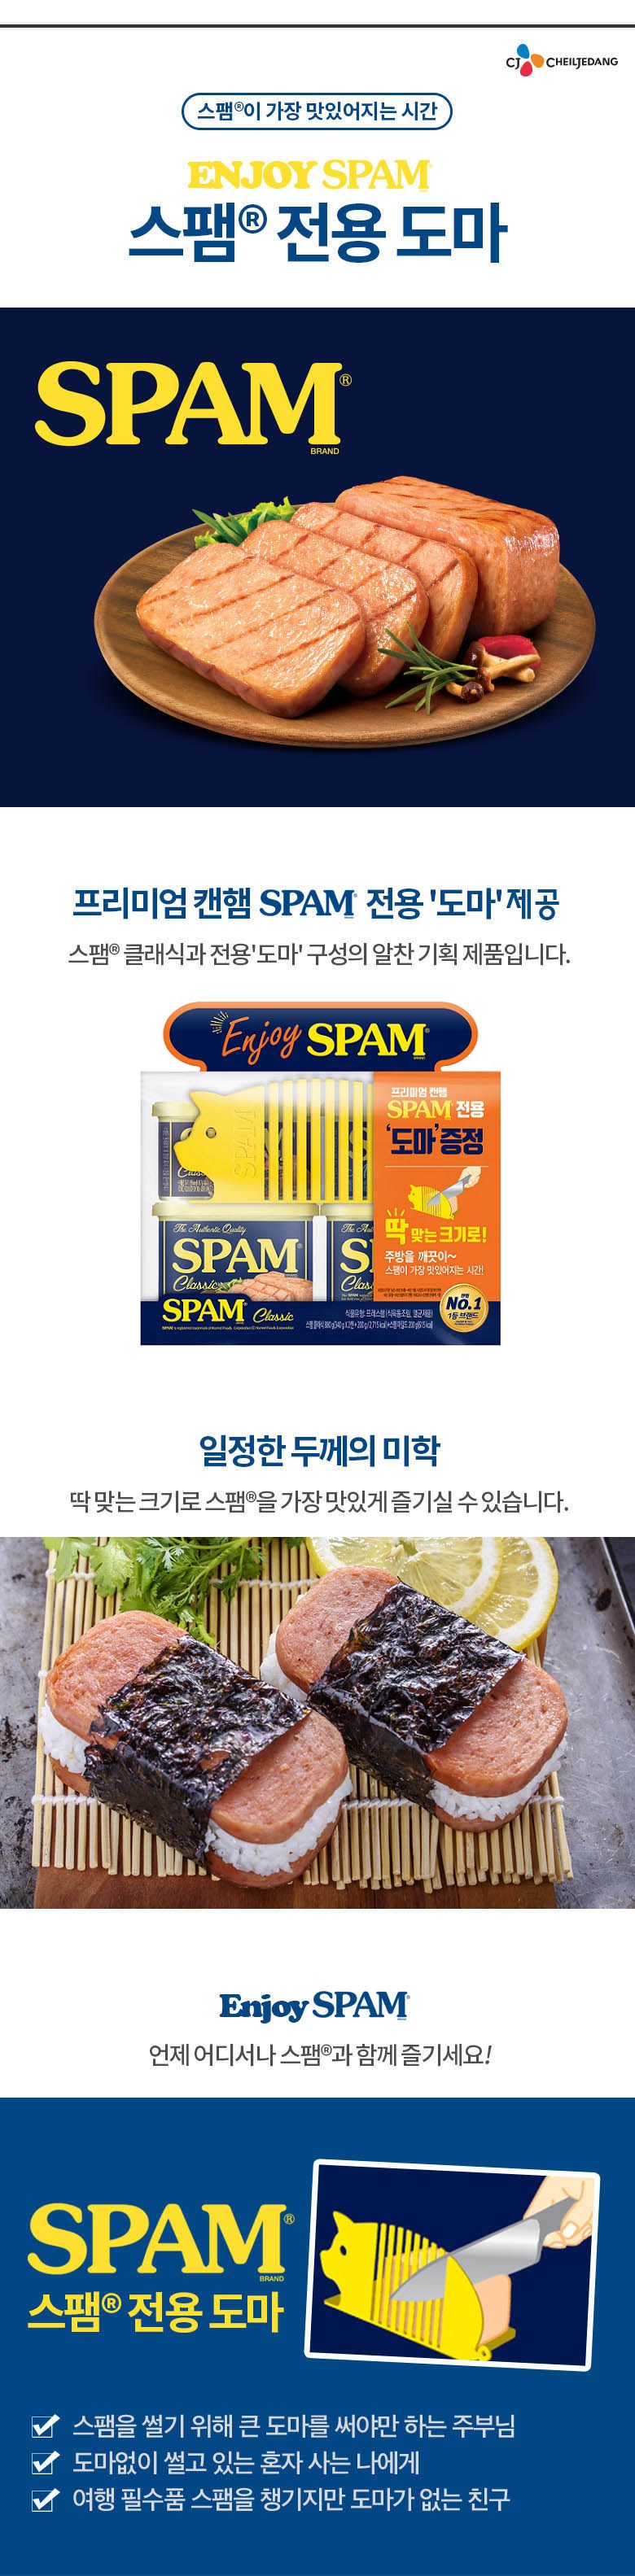 CJ CHEILJEDANG
스팸®이 가장 맛있어지는 시간
ENJOY SPAM®
스팸® 전용 도마
SPAM®
BRAND
프리미엄 캔햄 SPAM® 전용 '도마' 제공
스팸® 클래식과 전용'도마' 구성의 알찬 기획 제품입니다.
Enjoy SPAM®
프리미엄 캔햄
SPAM 전용
'도마'증정
SPAM
딱 맞는 크기로!
주방을 깨끗이~
스팸이 가장 맛있어지는 시간!
The Authentic Quality
SPAM®
Classic
SPAM® Classic
No.1
1등 브랜드
일정한 두께의 미학
딱 맞는 크기로 스팸®을 가장 맛있게 즐기실 수 있습니다.
Enjoy SPAM®
언제 어디서나 스팸®과 함께 즐기세요!
SPAM®
BRAND
스팸® 전용 도마
스팸을 썰기 위해 큰 도마를 써야만 하는 주부님
도마없이 썰고 있는 혼자 사는 나에게
여행 필수품 스팸을 챙기지만 도마가 없는 친구